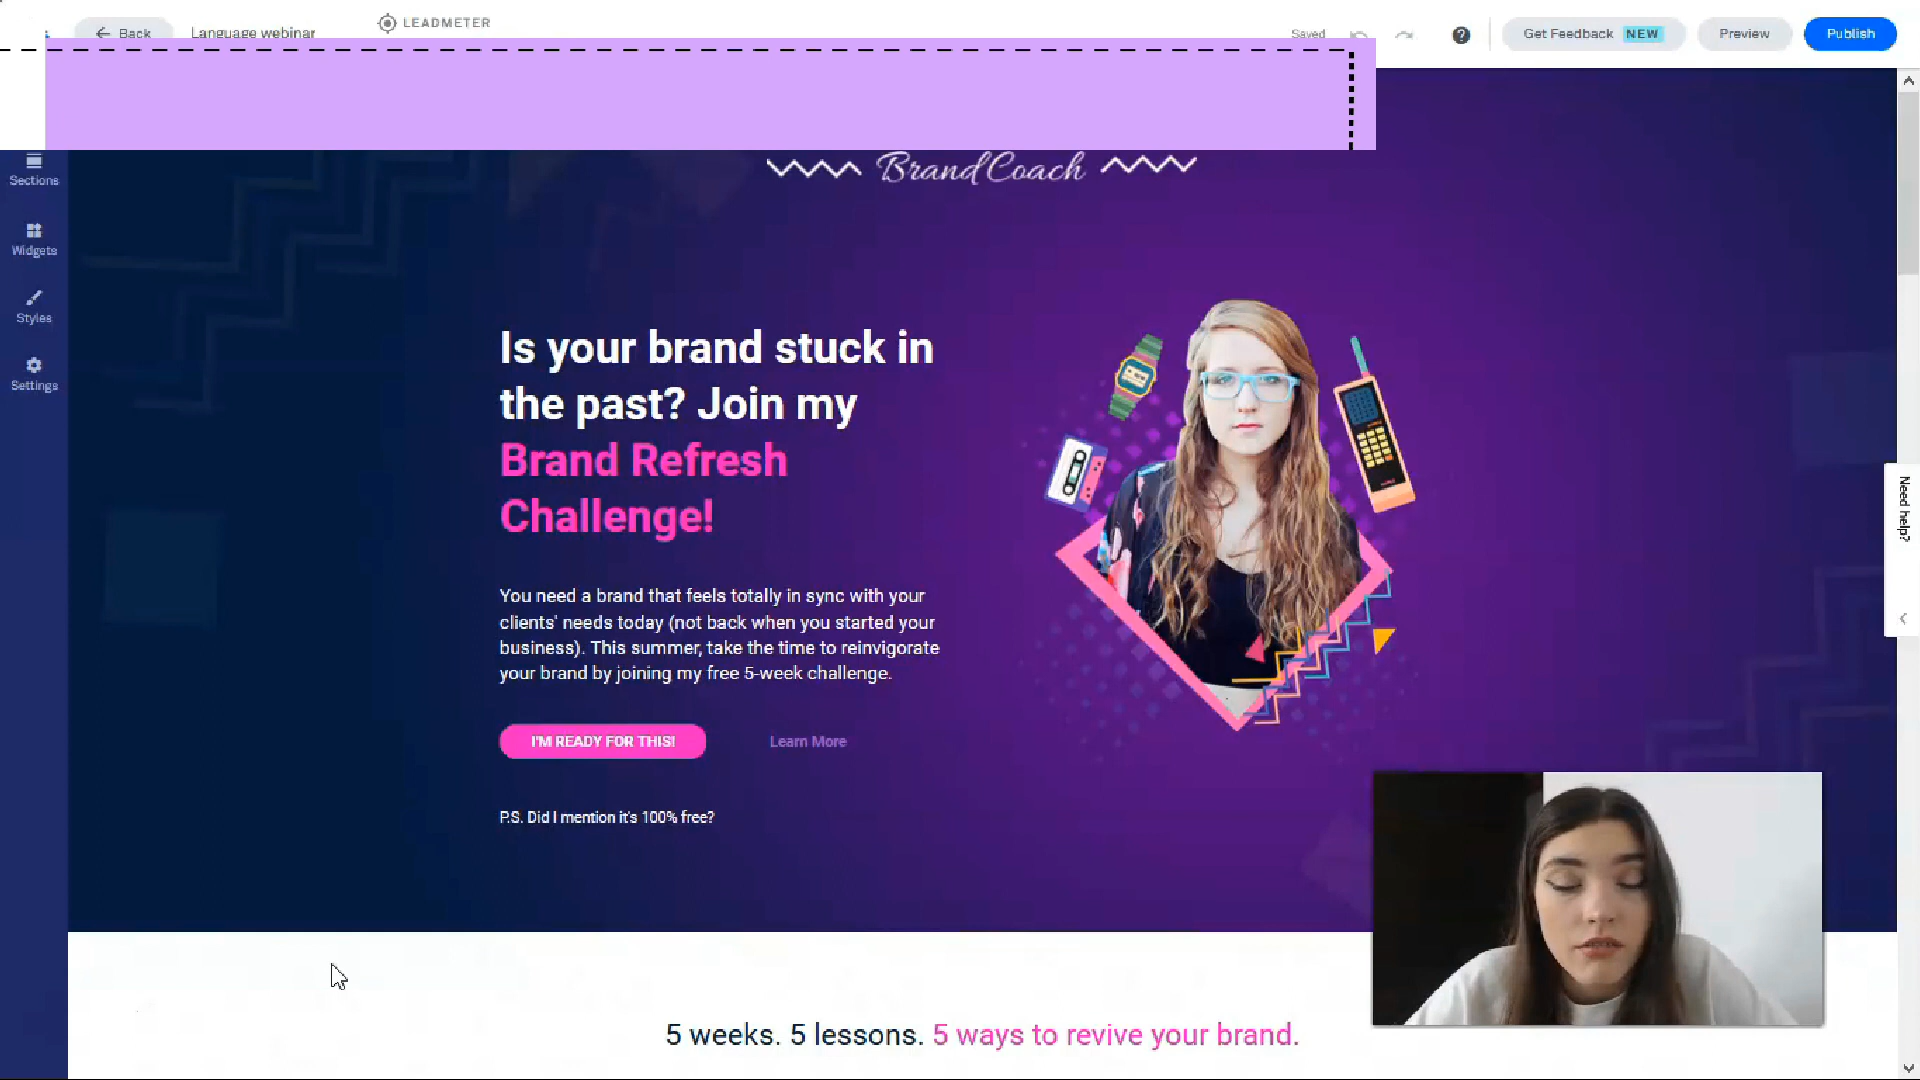 Back
Language webinar
LEADMETER
Saved
Get Feedback NEW
Preview
Publish
Sections
Widgets
Styles
Settings
BrandCoach
Is your brand stuck in
the past? Join my
Brand Refresh
Challenge!
You need a brand that feels totally in sync with your
clients' needs today (not back when you started your
business). This summer, take the time to reinvigorate
your brand by joining my free 5-week challenge.
I'M READY FOR THIS!
Learn More
P.S. Did I mention it's 100% free?
Need help?
5 weeks. 5 lessons. 5 ways to revive your brand.